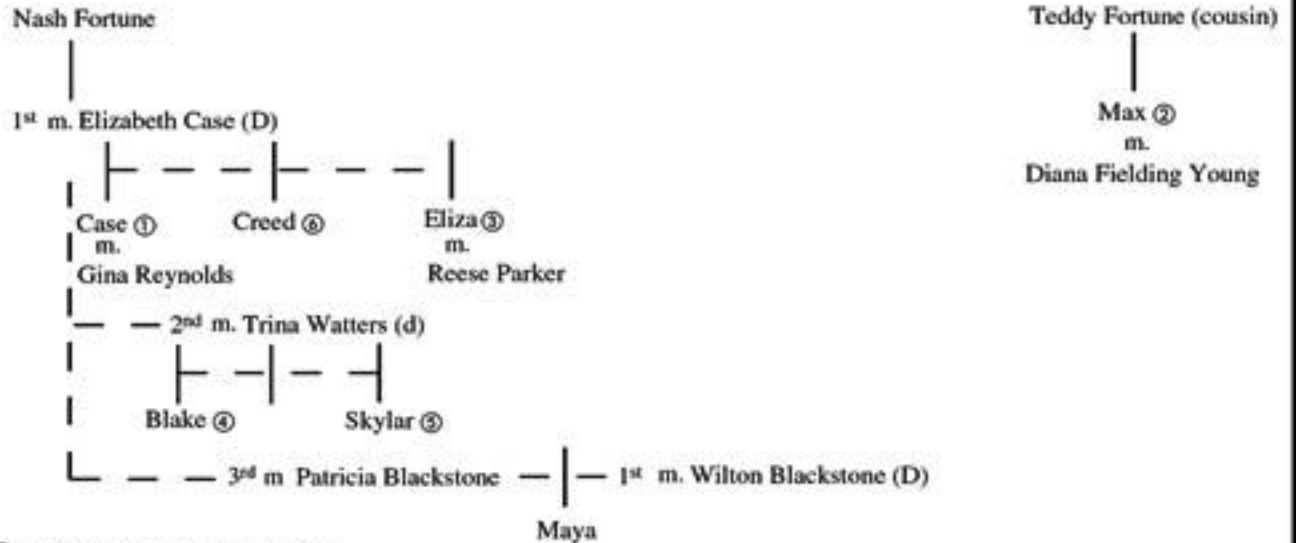 Nash Fortune
Teddy Fortune (cousin)
1st m. Elizabeth Case (D)
Max ②
m.
Diana Fielding Young
Case ①
m.
Gina Reynolds
Creed ⑥
Eliza ③
m.
Reese Parker
2nd m. Trina Watters (d)
Blake ④
Skylar ⑤
3rd m Patricia Blackstone
1st m. Wilton Blackstone (D)
Maya